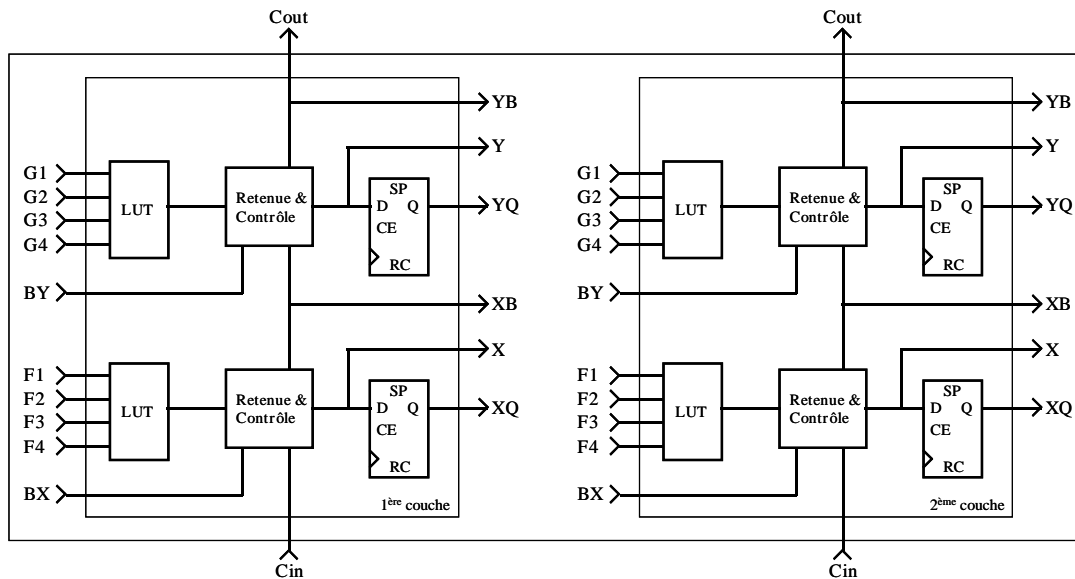 Cout
YB
Y
G1
G2
G3
G4
LUT
Retenue &
Contrôle
SP
D Q
CE
RC
YQ
BY
XB
X
F1
F2
F3
F4
LUT
Retenue &
Contrôle
SP
D Q
CE
RC
XQ
BX
1ère couche
Cin
Cout
YB
Y
G1
G2
G3
G4
LUT
Retenue &
Contrôle
SP
D Q
CE
RC
YQ
BY
XB
X
F1
F2
F3
F4
LUT
Retenue &
Contrôle
SP
D Q
CE
RC
XQ
BX
2ème couche
Cin